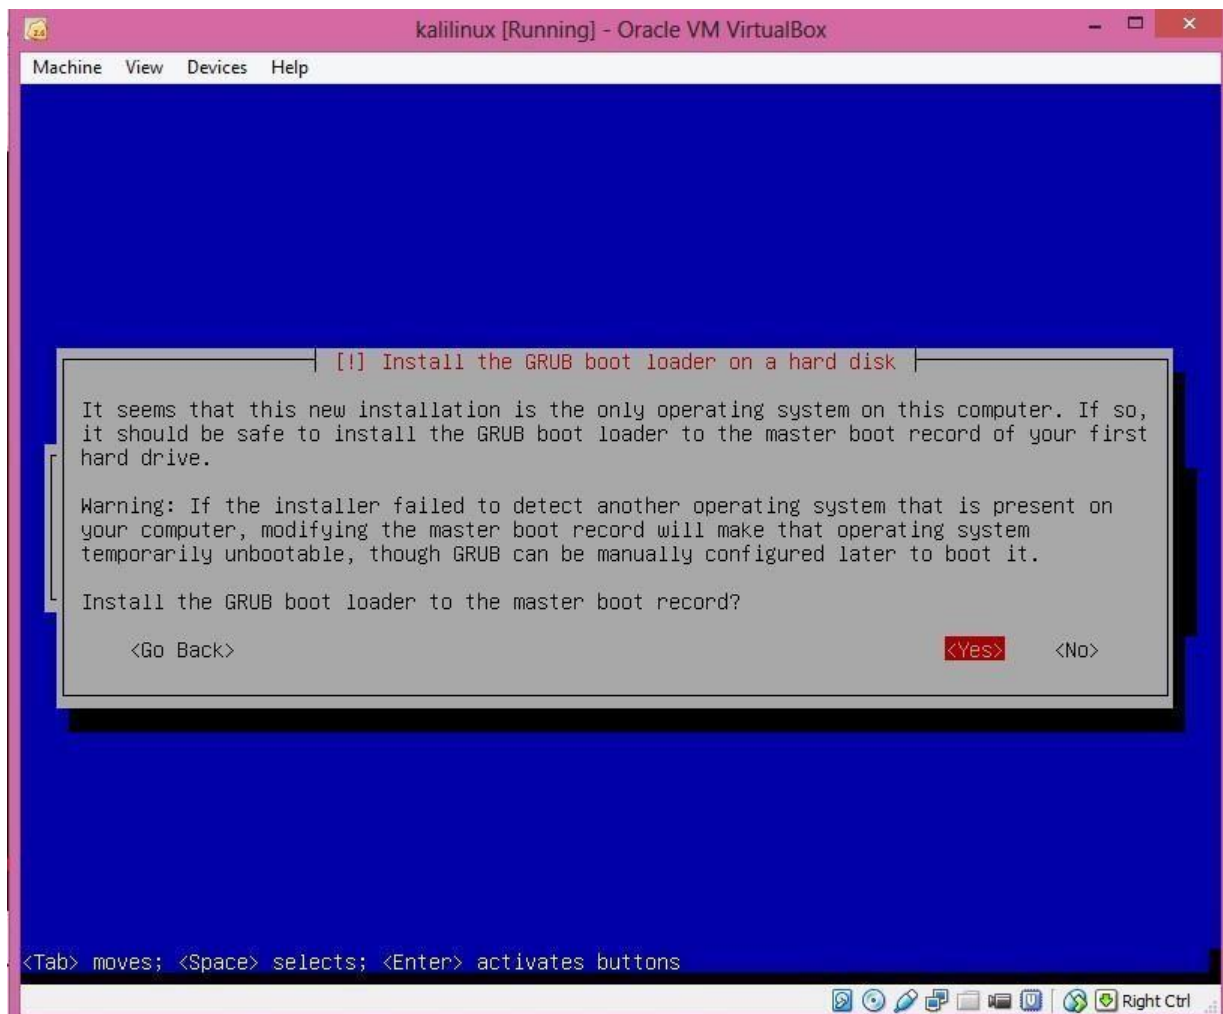 kalilinux [Running] - Oracle VM VirtualBox
Machine View Devices Help
[!] Install the GRUB boot loader on a hard disk
It seems that this new installation is the only operating system on this computer. If so,
it should be safe to install the GRUB boot loader to the master boot record of your first
hard drive.
Warning: If the installer failed to detect another operating system that is present on
your computer, modifying the master boot record will make that operating system
temporarily unbootable, though GRUB can be manually configured later to boot it.
Install the GRUB boot loader to the master boot record?
<Go Back> <Yes> <No>
<Tab> moves; <Space> selects; <Enter> activates buttons
Right Ctrl